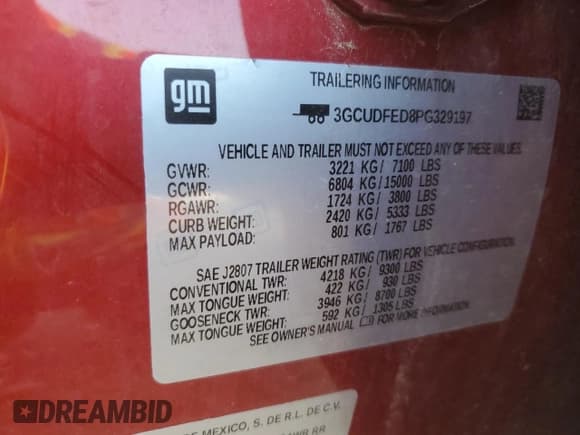 gm
TRAILERING INFORMATION
3GCUDFED8PG329197
VEHICLE AND TRAILER MUST NOT EXCEED ANY OF THESE VALUES.
GVWR: 3221 KG / 7100 LBS
GCWR: 6804 KG / 15000 LBS
RGAWR: 1724 KG / 3800 LBS
CURB WEIGHT: 2420 KG / 5333 LBS
MAX PAYLOAD: 801 KG / 1767 LBS
SAE J2807 TRAILER WEIGHT RATING (TWR) FOR VEHICLE CONFIGURATION.
CONVENTIONAL TWR: 4218 KG / 9300 LBS
MAX TONGUE WEIGHT: 422 KG / 930 LBS
GOOSENECK TWR: 3946 KG / 8700 LBS
MAX TONGUE WEIGHT: 592 KG / 1305 LBS
SEE OWNER'S MANUAL FOR MORE INFORMATION.
DE MEXICO, S. DE R.L. DE C.V.
RR
DREAMBID